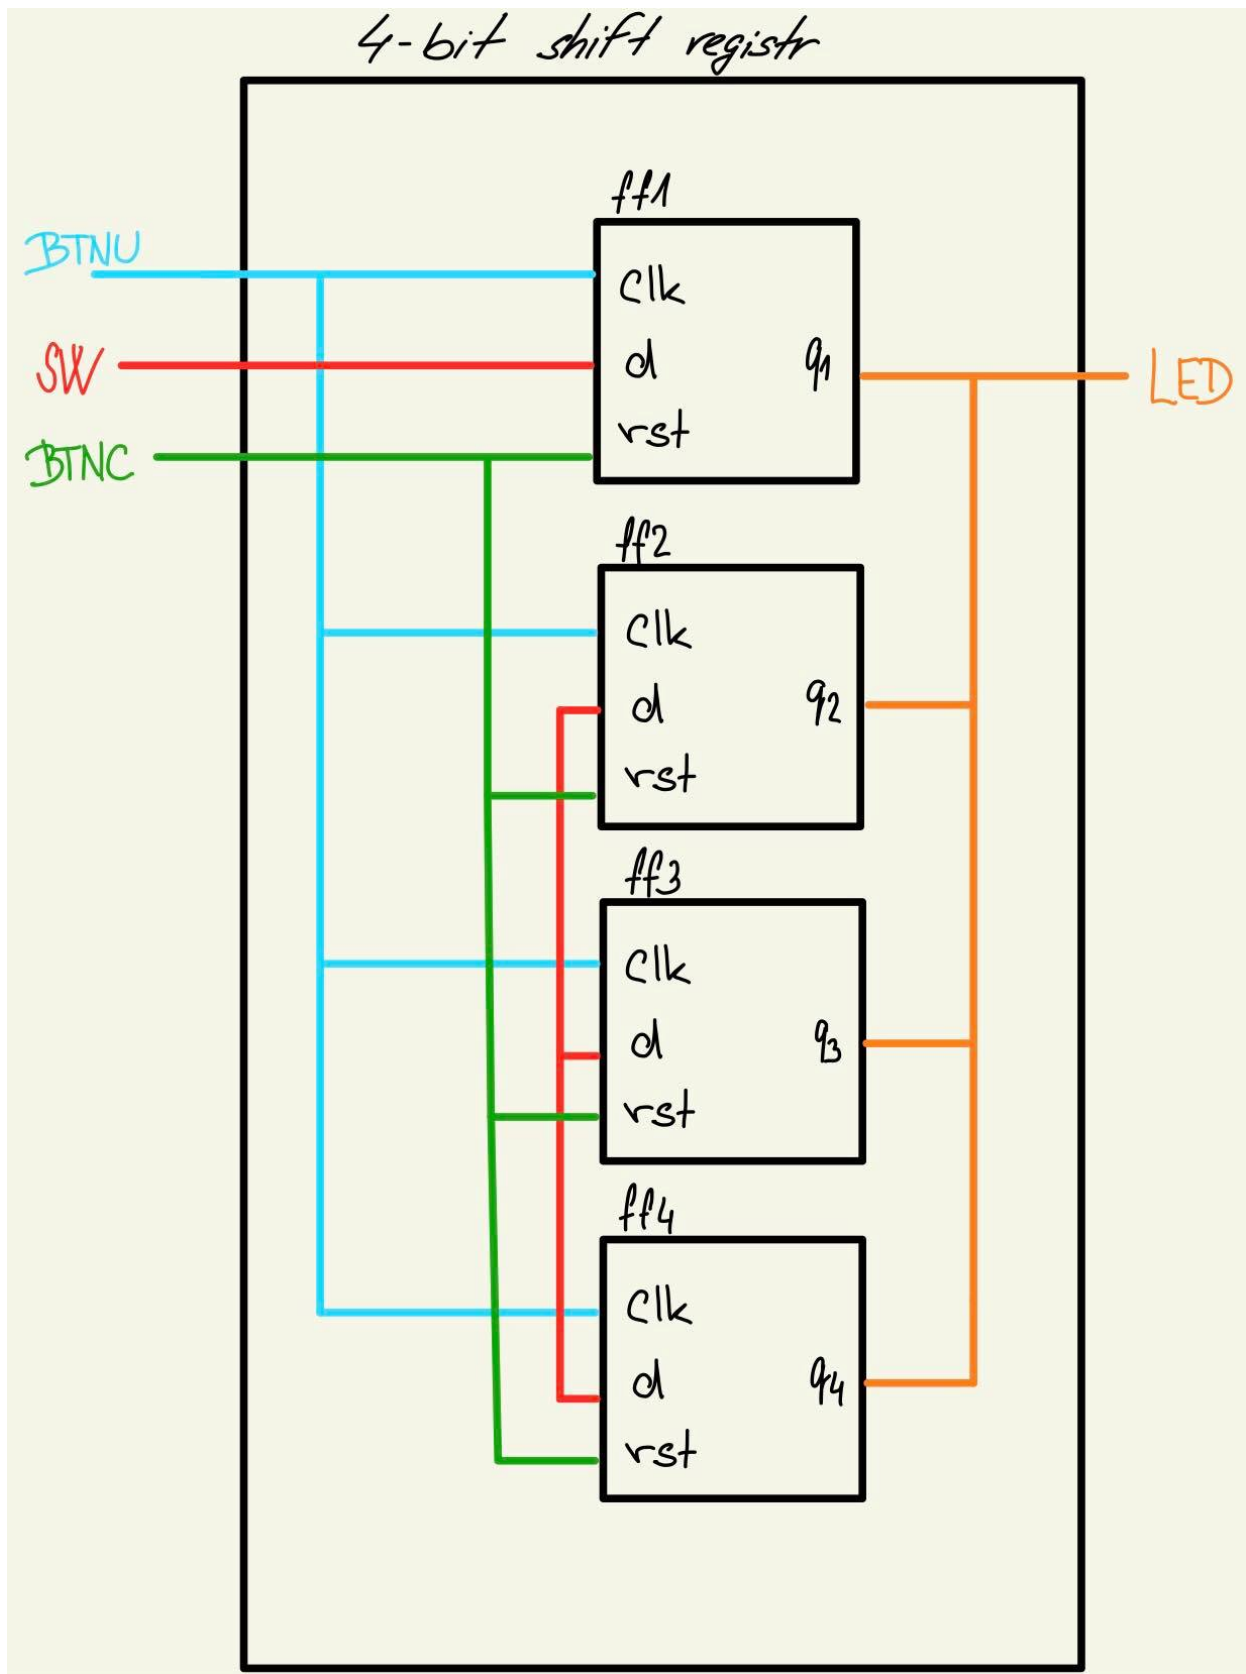 4-bit shift registr
ff1
BTNU
clk
SW
d
q1
LED
rst
BTNC
ff2
clk
d
q2
rst
ff3
clk
d
q3
rst
ff4
clk
d
q4
rst